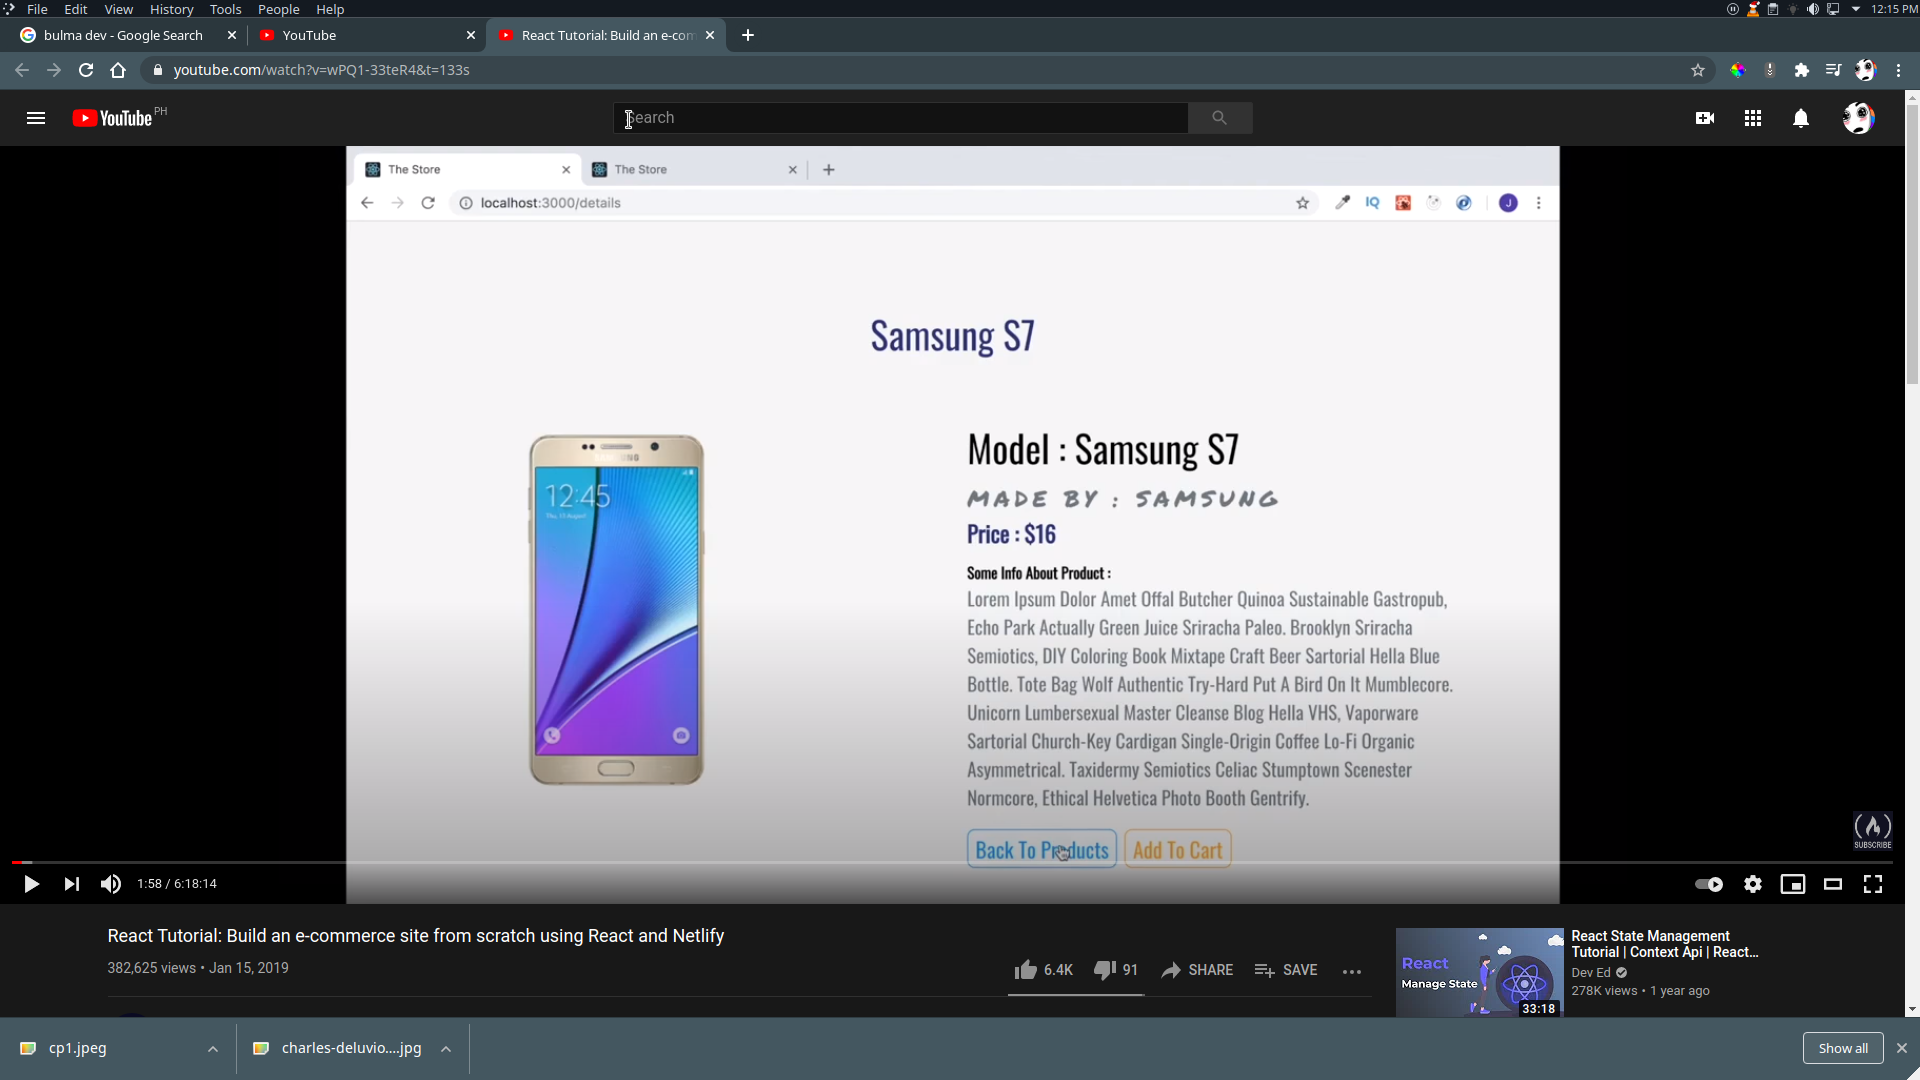 File Edit View History Tools People Help 12:15 PM
bulma dev - Google Search YouTube React Tutorial: Build an e-com
youtube.com/watch?v=wPQ1-33teR4&t=133s
YouTube PH Search
The Store The Store
localhost:3000/details IQ J
Samsung S7
SAMSUNG
12:45
Model : Samsung S7
MADE BY : SAMSUNG
Price : $16
Some Info About Product :
Lorem Ipsum Dolor Amet Offal Butcher Quinoa Sustainable Gastropub,
Echo Park Actually Green Juice Sriracha Paleo. Brooklyn Sriracha
Semiotics, DIY Coloring Book Mixtape Craft Beer Sartorial Hella Blue
Bottle. Tote Bag Wolf Authentic Try-Hard Put A Bird On It Mumblecore.
Unicorn Lumbersexual Master Cleanse Blog Hella VHS, Vaporware
Sartorial Church-Key Cardigan Single-Origin Coffee Lo-Fi Organic
Asymmetrical. Taxidermy Semiotics Celiac Stumptown Scenester
Normcore, Ethical Helvetica Photo Booth Gentrify.
Back To Products Add To Cart
SUBSCRIBE
1:58 / 6:18:14
React Tutorial: Build an e-commerce site from scratch using React and Netlify
382,625 views • Jan 15, 2019
6.4K 91 SHARE SAVE
React
Manage State
33:18
React State Management
Tutorial | Context Api | React...
Dev Ed
278K views • 1 year ago
cp1.jpeg charles-deluvio....jpg Show all